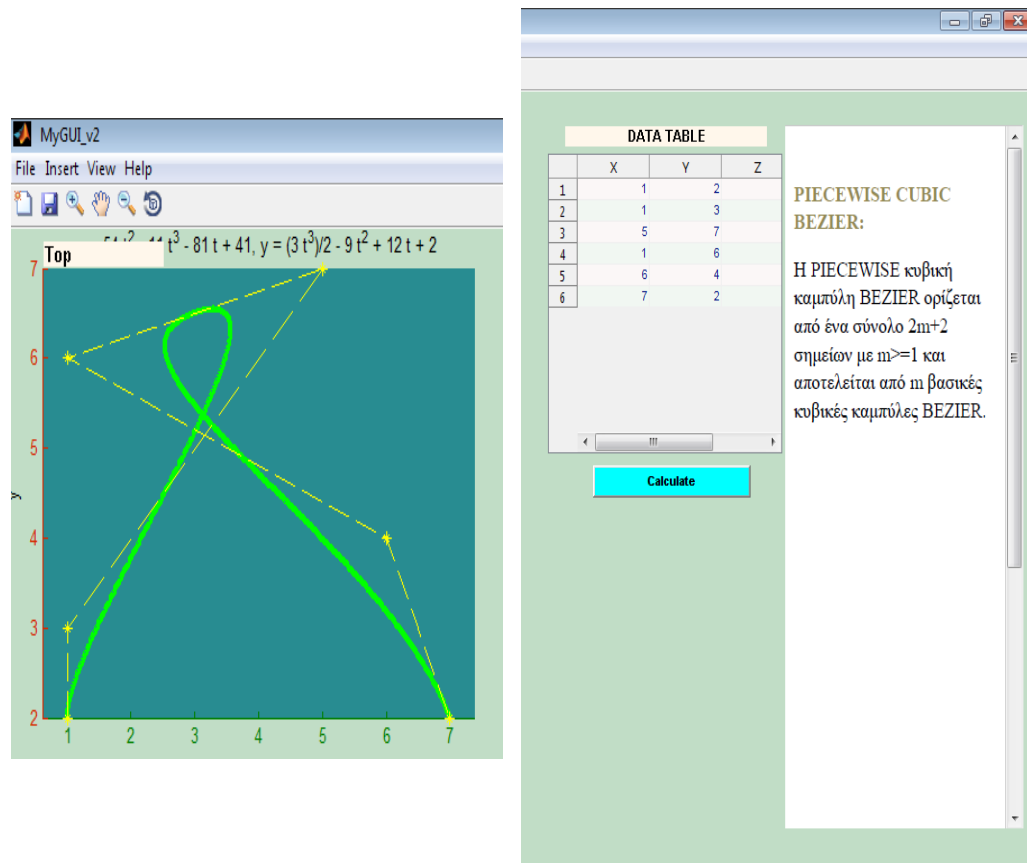 MyGUI_v2
File Insert View Help
t³ - 81 t + 41, y = (3 t³)/2 - 9 t² + 12 t + 2
Top
7
6
5
4
3
2
y
1 2 3 4 5 6 7
DATA TABLE
X Y Z
1 1 2
2 1 3
3 5 7
4 1 6
5 6 4
6 7 2
Calculate
PIECEWISE CUBIC
BEZIER:
Η PIECEWISE κυβική
καμπύλη BEZIER ορίζεται
από ένα σύνολο 2m+2
σημείων με m>=1 και
αποτελείται από m βασικές
κυβικές καμπύλες BEZIER.